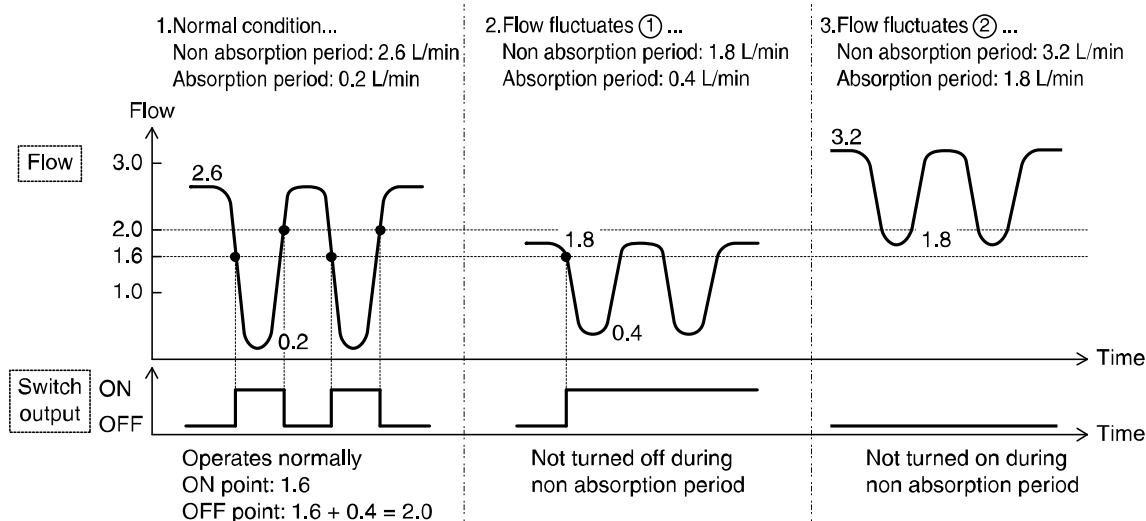 1.Normal condition...
Non absorption period: 2.6 L/min
Absorption period: 0.2 L/min
2.Flow fluctuates ① ...
Non absorption period: 1.8 L/min
Absorption period: 0.4 L/min
3.Flow fluctuates ② ...
Non absorption period: 3.2 L/min
Absorption period: 1.8 L/min
Flow
Flow
3.0
2.0
1.6
1.0
2.6
0.2
1.8
0.4
3.2
1.8
Time
Switch
output
ON
OFF
Time
Operates normally
ON point: 1.6
OFF point: 1.6 + 0.4 = 2.0
Not turned off during
non absorption period
Not turned on during
non absorption period